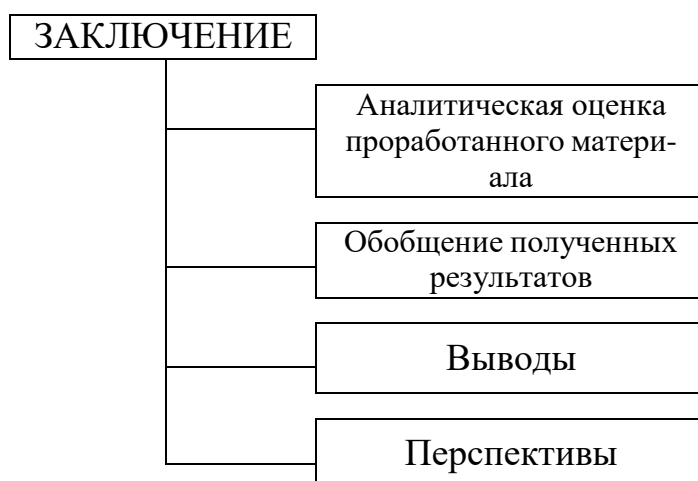 ЗАКЛЮЧЕНИЕ
Аналитическая оценка
проработанного матери-
ала
Обобщение полученных
результатов
Выводы
Перспективы